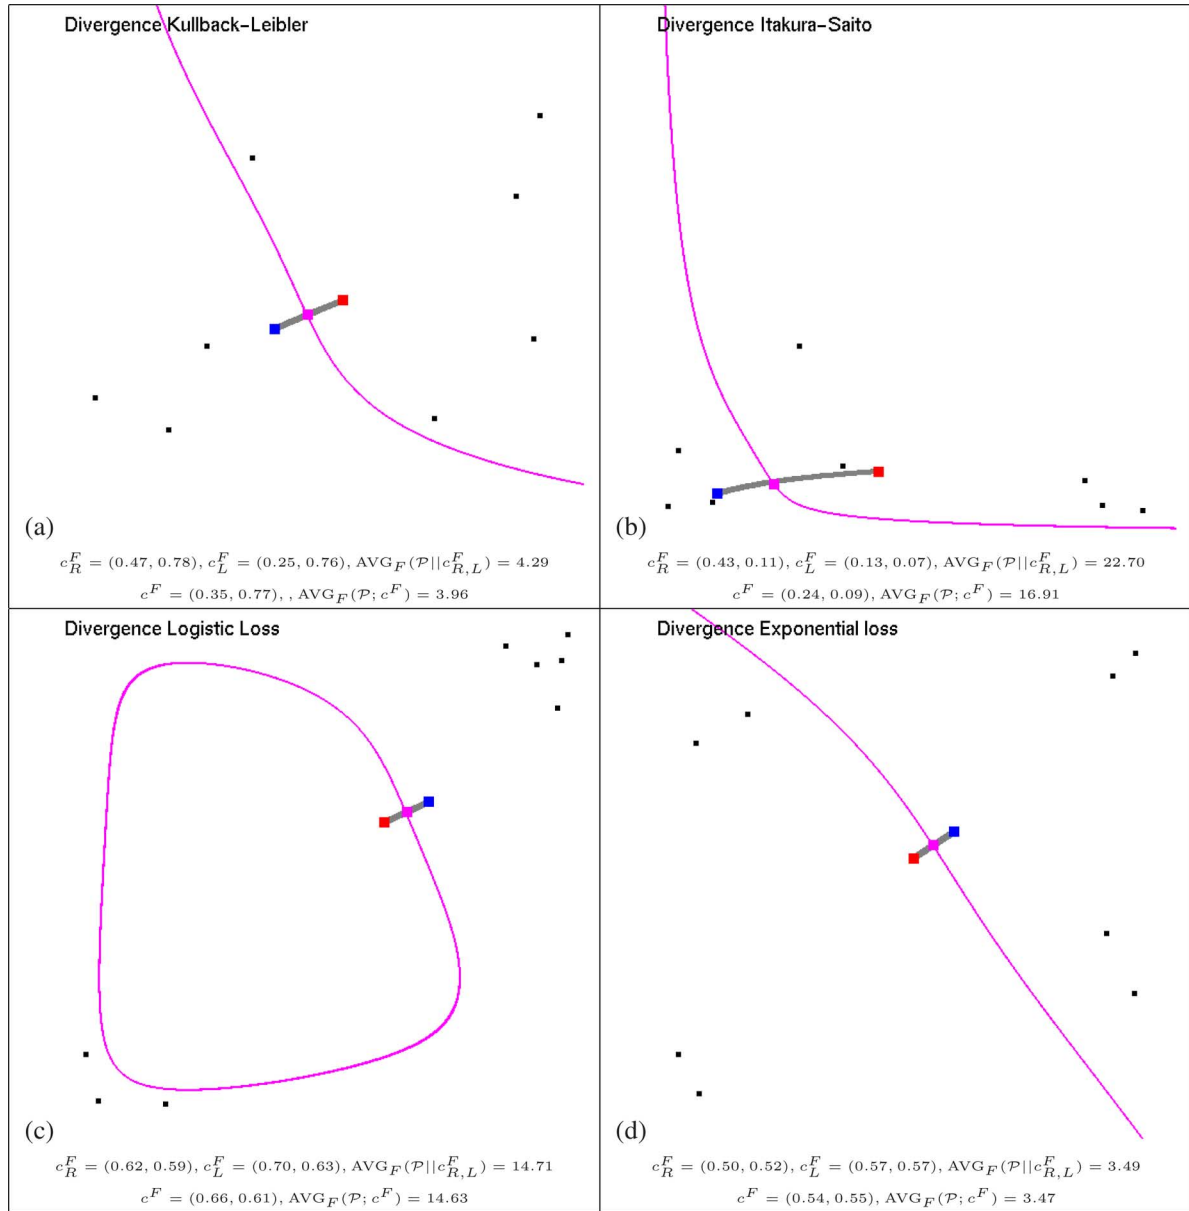 Divergence Kullback-Leibler
(a)
c_R^F = (0.47, 0.78), c_L^F = (0.25, 0.76), AVG_F(𝒫||c_{R,L}^F) = 4.29
c^F = (0.35, 0.77), , AVG_F(𝒫; c^F) = 3.96
Divergence Itakura-Saito
(b)
c_R^F = (0.43, 0.11), c_L^F = (0.13, 0.07), AVG_F(𝒫||c_{R,L}^F) = 22.70
c^F = (0.24, 0.09), AVG_F(𝒫; c^F) = 16.91
Divergence Logistic Loss
(c)
c_R^F = (0.62, 0.59), c_L^F = (0.70, 0.63), AVG_F(𝒫||c_{R,L}^F) = 14.71
c^F = (0.66, 0.61), AVG_F(𝒫; c^F) = 14.63
Divergence Exponential loss
(d)
c_R^F = (0.50, 0.52), c_L^F = (0.57, 0.57), AVG_F(𝒫||c_{R,L}^F) = 3.49
c^F = (0.54, 0.55), AVG_F(𝒫; c^F) = 3.47